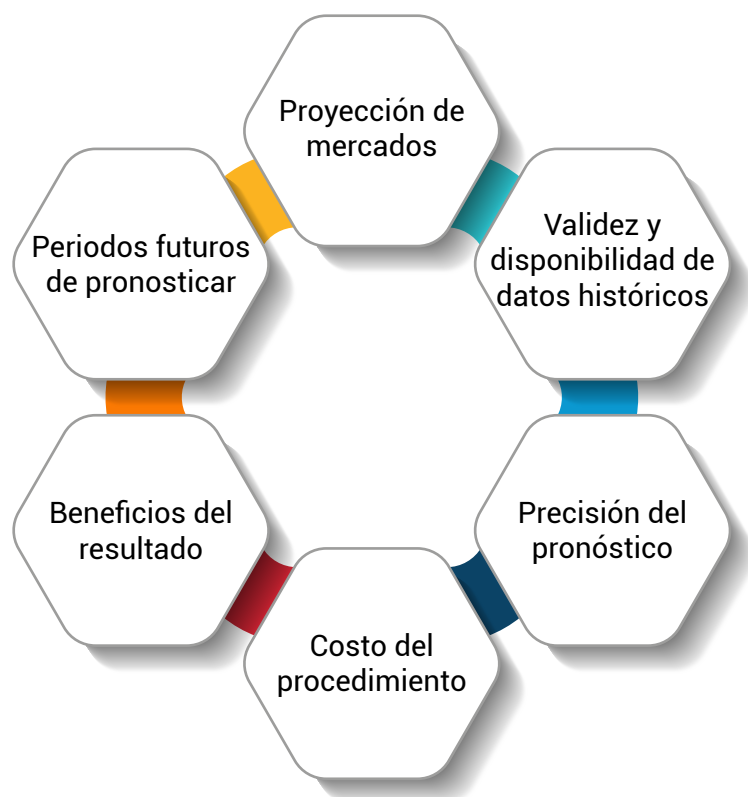 Proyección de
mercados
Validez y
disponibilidad de
datos históricos
Precisión del
pronóstico
Costo del
procedimiento
Beneficios del
resultado
Periodos futuros
de pronosticar